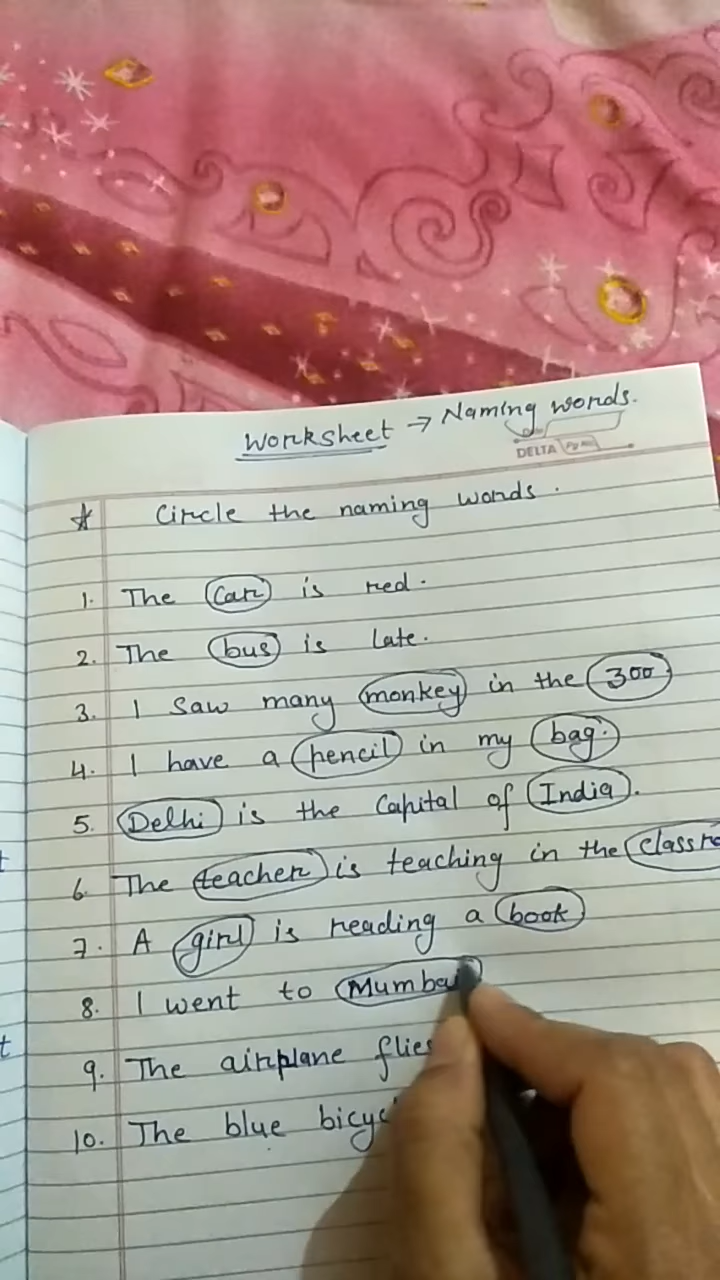 Worksheet → Naming words.
DELTA
☆ Circle the naming words.
1. The Car is red.
2. The bus is late.
3. I saw many monkey in the zoo
4. I have a pencil in my bag.
5. Delhi is the Capital of India.
6. The teacher is teaching in the
7. A girl is reading a book
8. I went to
9. The airplane
10. The blue